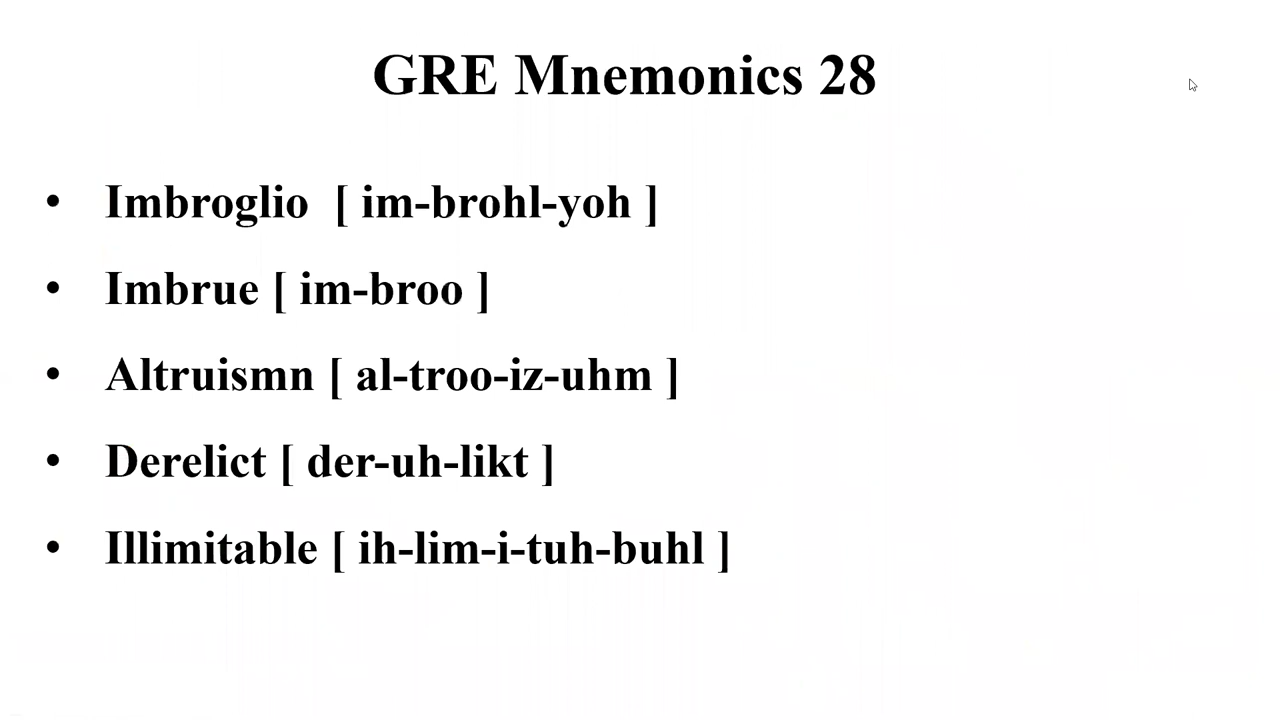 GRE Mnemonics 28
• Imbroglio [ im-brohl-yoh ]
• Imbrue [ im-broo ]
• Altruismn [ al-troo-iz-uhm ]
• Derelict [ der-uh-likt ]
• Illimitable [ ih-lim-i-tuh-buhl ]